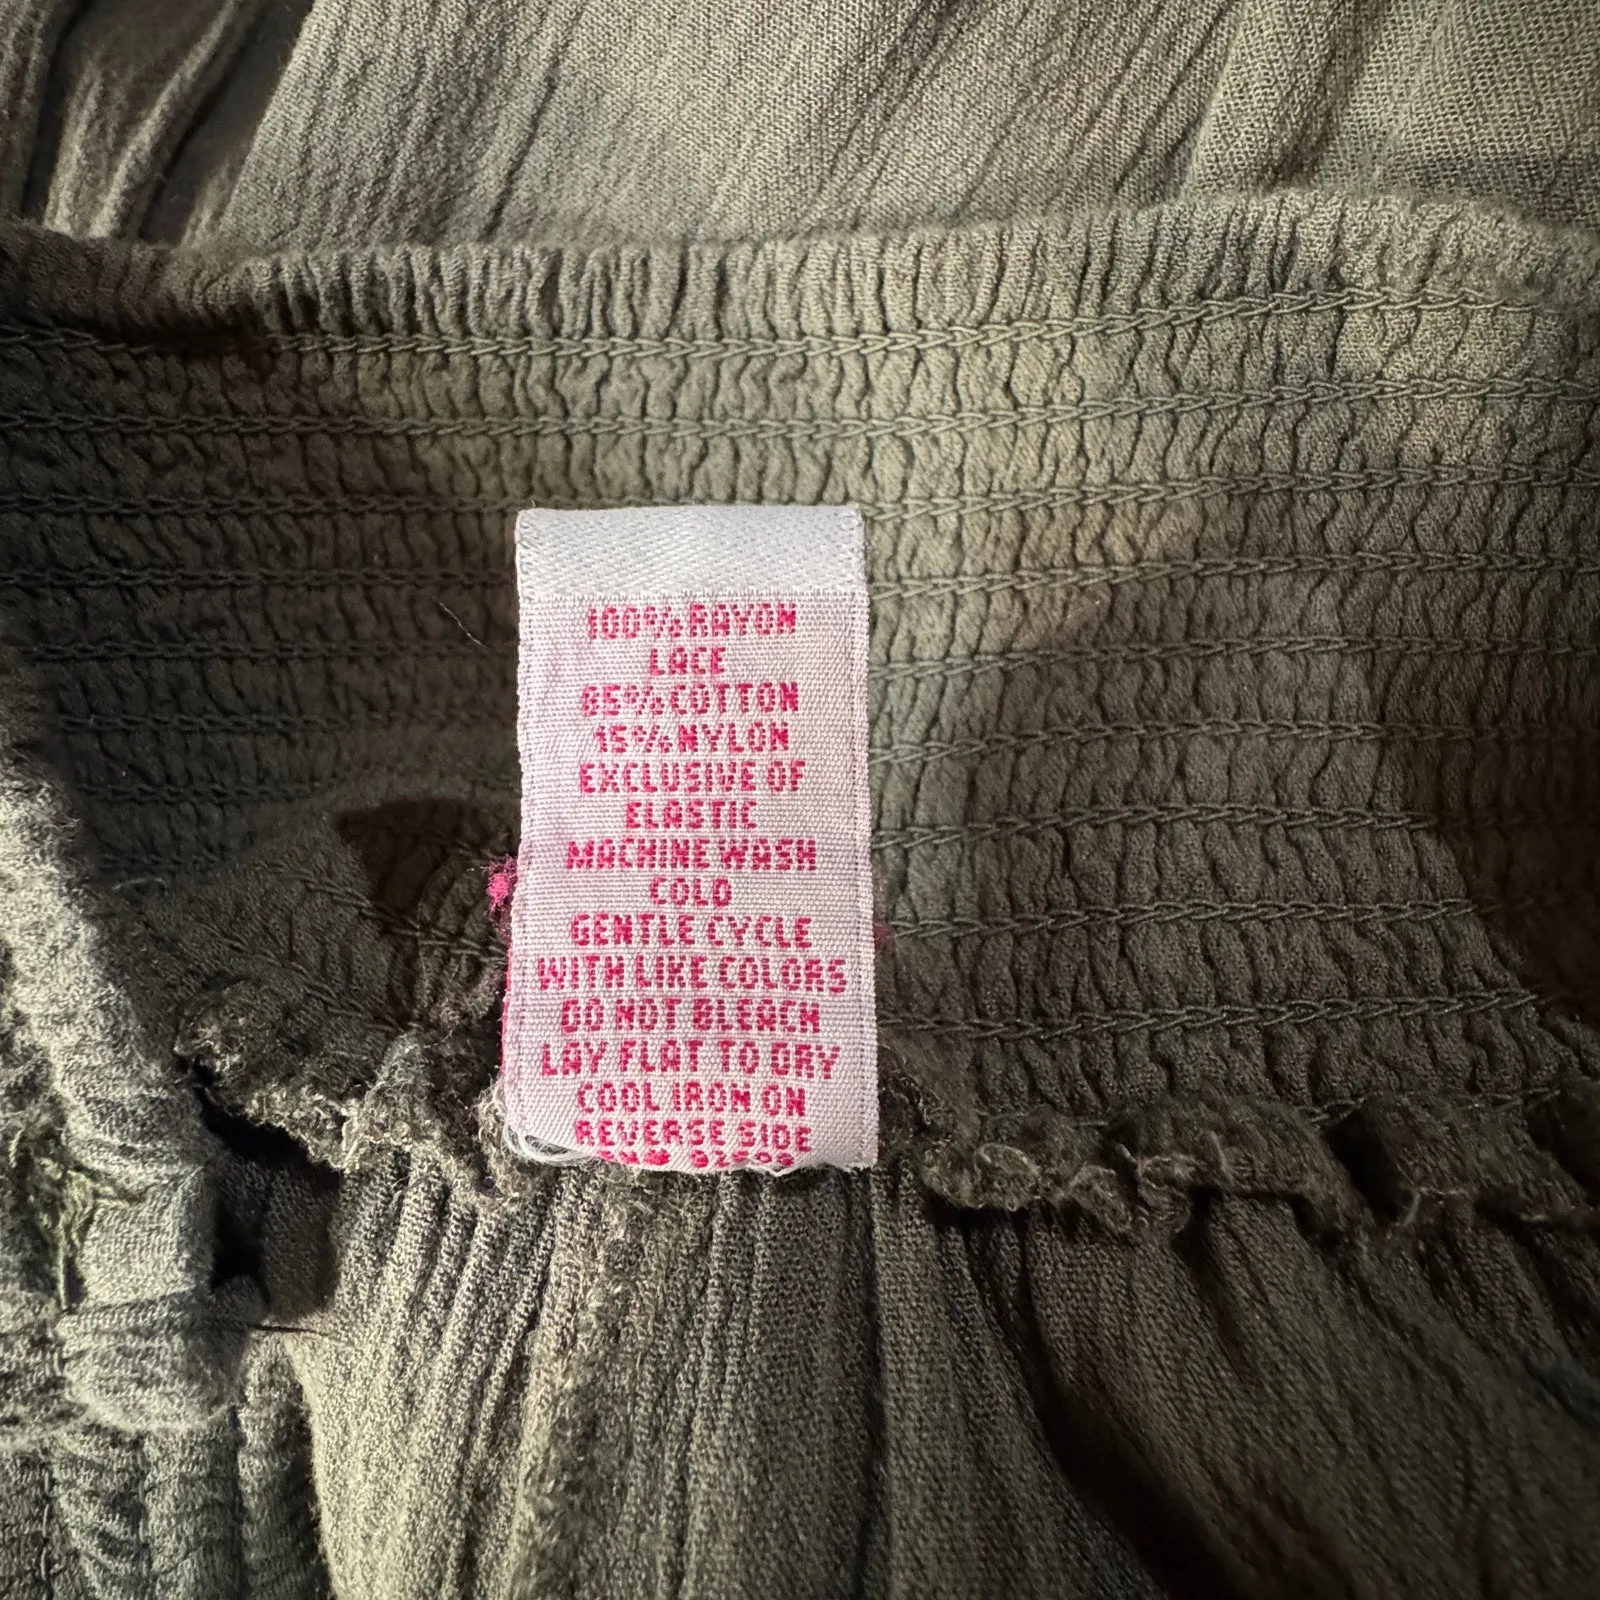 100% RAYON
LACE
85% COTTON
15% NYLON
EXCLUSIVE OF
ELASTIC
MACHINE WASH
COLD
GENTLE CYCLE
WITH LIKE COLORS
DO NOT BLEACH
LAY FLAT TO DRY
COOL IRON ON
REVERSE SIDE